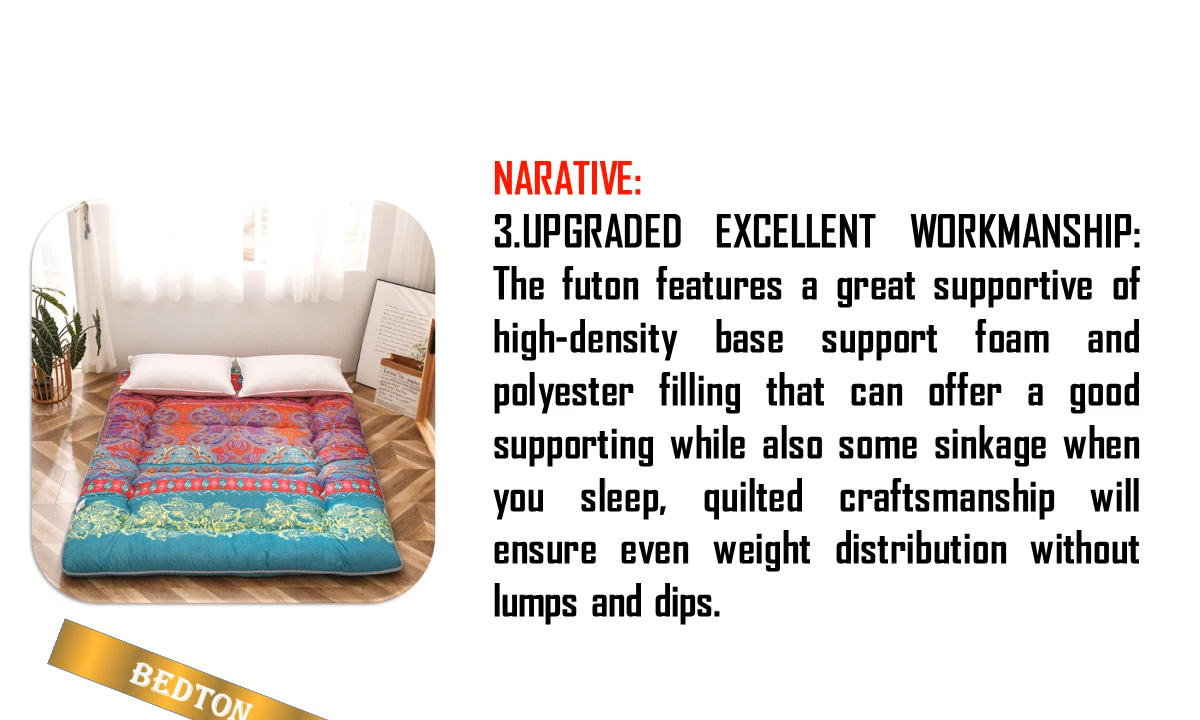 NARATIVE:
3.UPGRADED EXCELLENT WORKMANSHIP:
The futon features a great supportive of
high-density base support foam and
polyester filling that can offer a good
supporting while also some sinkage when
you sleep, quilted craftsmanship will
ensure even weight distribution without
lumps and dips.
BEDTON